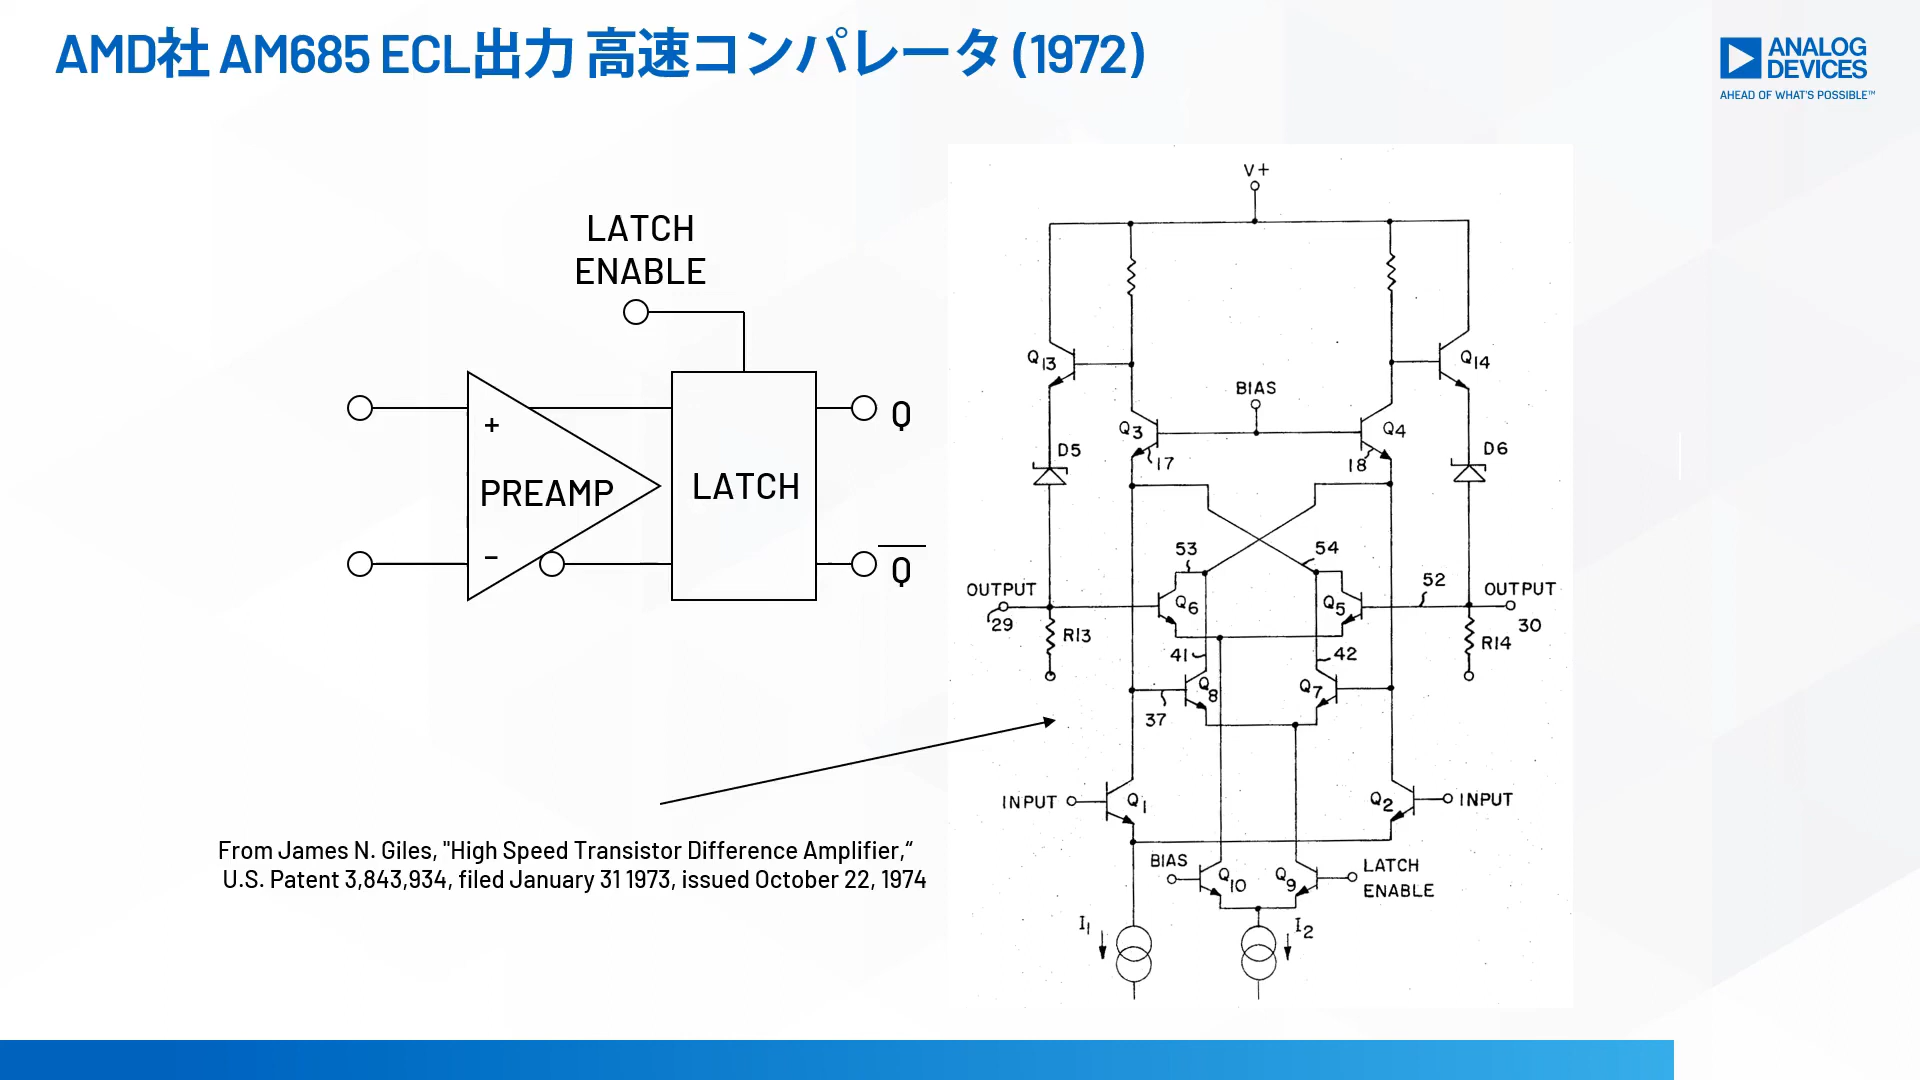 AMD社 AM685 ECL出力 高速コンパレータ (1972)
ANALOG
DEVICES
AHEAD OF WHAT'S POSSIBLE™
LATCH
ENABLE
+
PREAMP
−
LATCH
Q
Q
From James N. Giles, "High Speed Transistor Difference Amplifier,“
U.S. Patent 3,843,934, filed January 31 1973, issued October 22, 1974
V+
Q13
Q14
BIAS
Q3
Q4
17
18
D5
D6
53
54
52
OUTPUT
OUTPUT
Q6
Q5
29
30
R13
R14
41
42
Q8
Q7
37
INPUT
Q1
Q2
INPUT
BIAS
LATCH
ENABLE
Q10
Q9
I1
I2